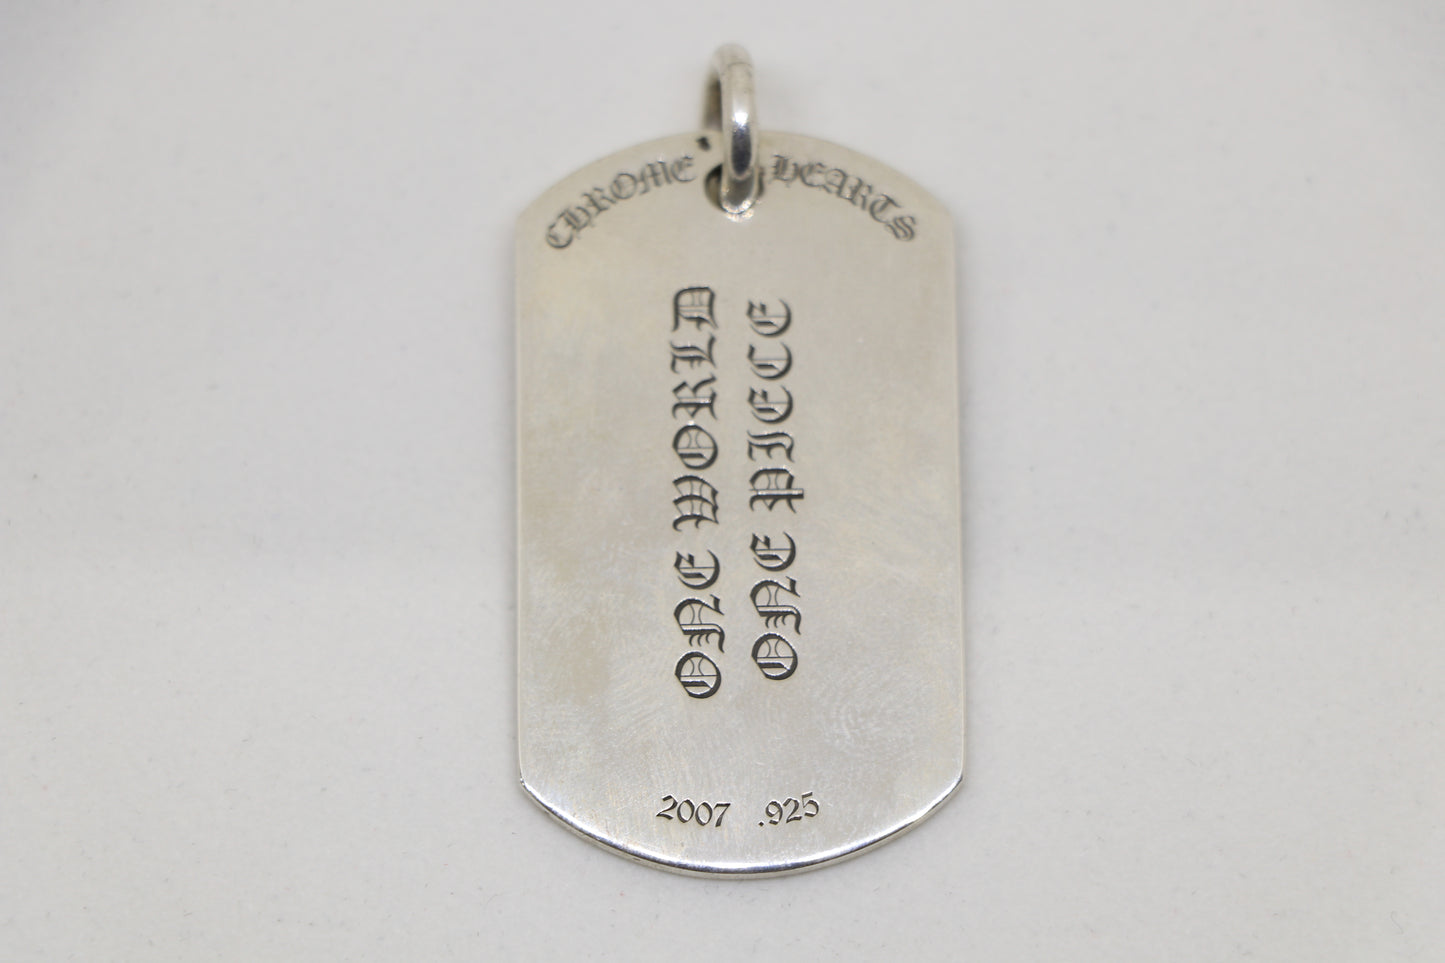 CHROME HEARTS
ONE WORLD
ONE PIECE
2007 .925